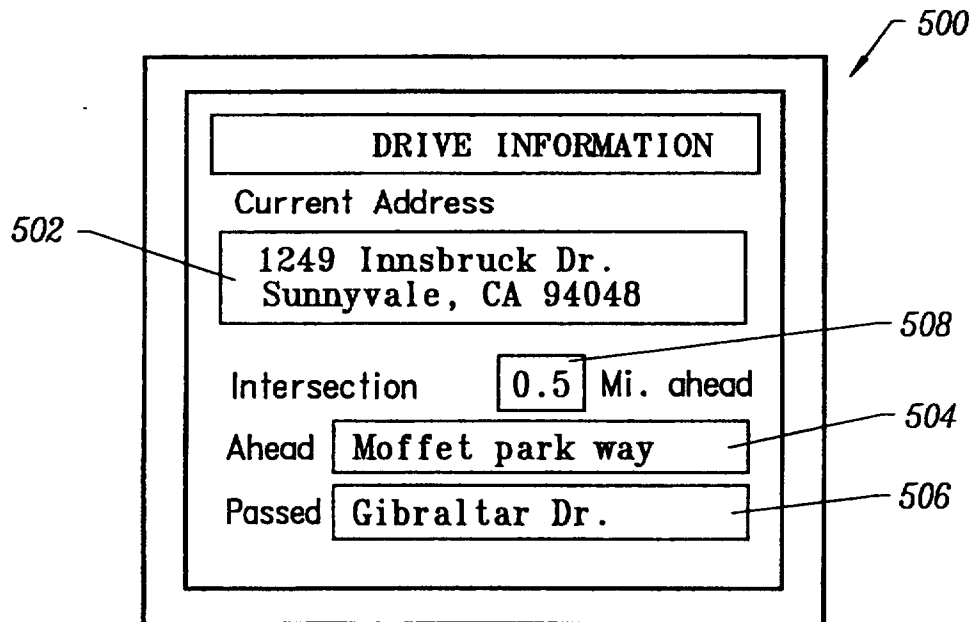 500
DRIVE INFORMATION
Current Address
502
1249 Innsbruck Dr.
Sunnyvale, CA 94048
508
Intersection 0.5 Mi. ahead
504
Ahead Moffet park way
506
Passed Gibraltar Dr.